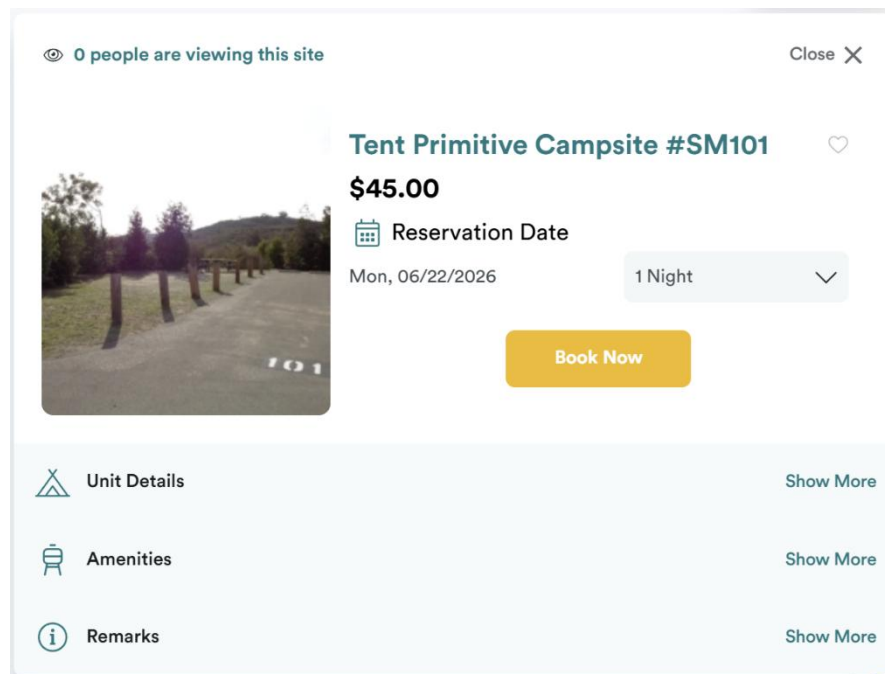 0 people are viewing this site
Close
Tent Primitive Campsite #SM101
$45.00
Reservation Date
Mon, 06/22/2026
1 Night
101
Book Now
Unit Details
Show More
Amenities
Show More
Remarks
Show More